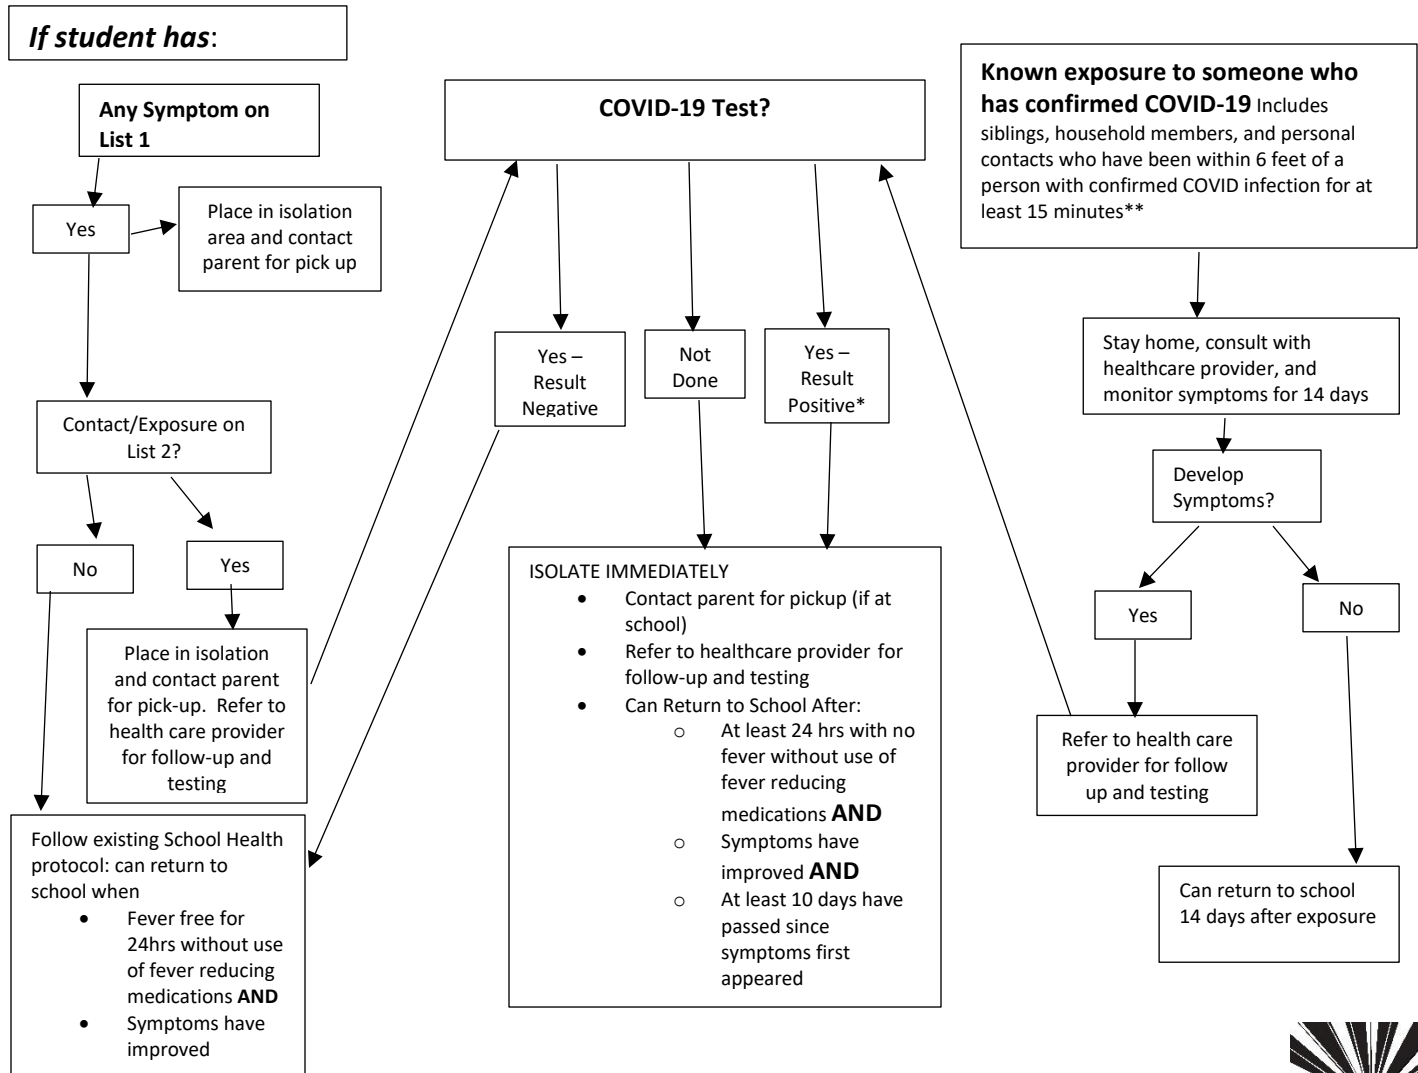 If student has:
Any Symptom on
List 1
Yes
Place in isolation
area and contact
parent for pick up
Contact/Exposure on
List 2?
No
Yes
Place in isolation
and contact parent
for pick-up. Refer to
health care provider
for follow-up and
testing
Follow existing School Health
protocol: can return to
school when
• Fever free for
24hrs without use
of fever reducing
medications AND
• Symptoms have
improved
COVID-19 Test?
Yes –
Result
Negative
Not
Done
Yes –
Result
Positive*
ISOLATE IMMEDIATELY
• Contact parent for pickup (if at
school)
• Refer to healthcare provider for
follow-up and testing
• Can Return to School After:
o At least 24 hrs with no
fever without use of
fever reducing
medications AND
o Symptoms have
improved AND
o At least 10 days have
passed since
symptoms first
appeared
Known exposure to someone who
has confirmed COVID-19 Includes
siblings, household members, and personal
contacts who have been within 6 feet of a
person with confirmed COVID infection for at
least 15 minutes**
Stay home, consult with
healthcare provider, and
monitor symptoms for 14 days
Develop
Symptoms?
Yes
No
Refer to health care
provider for follow
up and testing
Can return to school
14 days after exposure